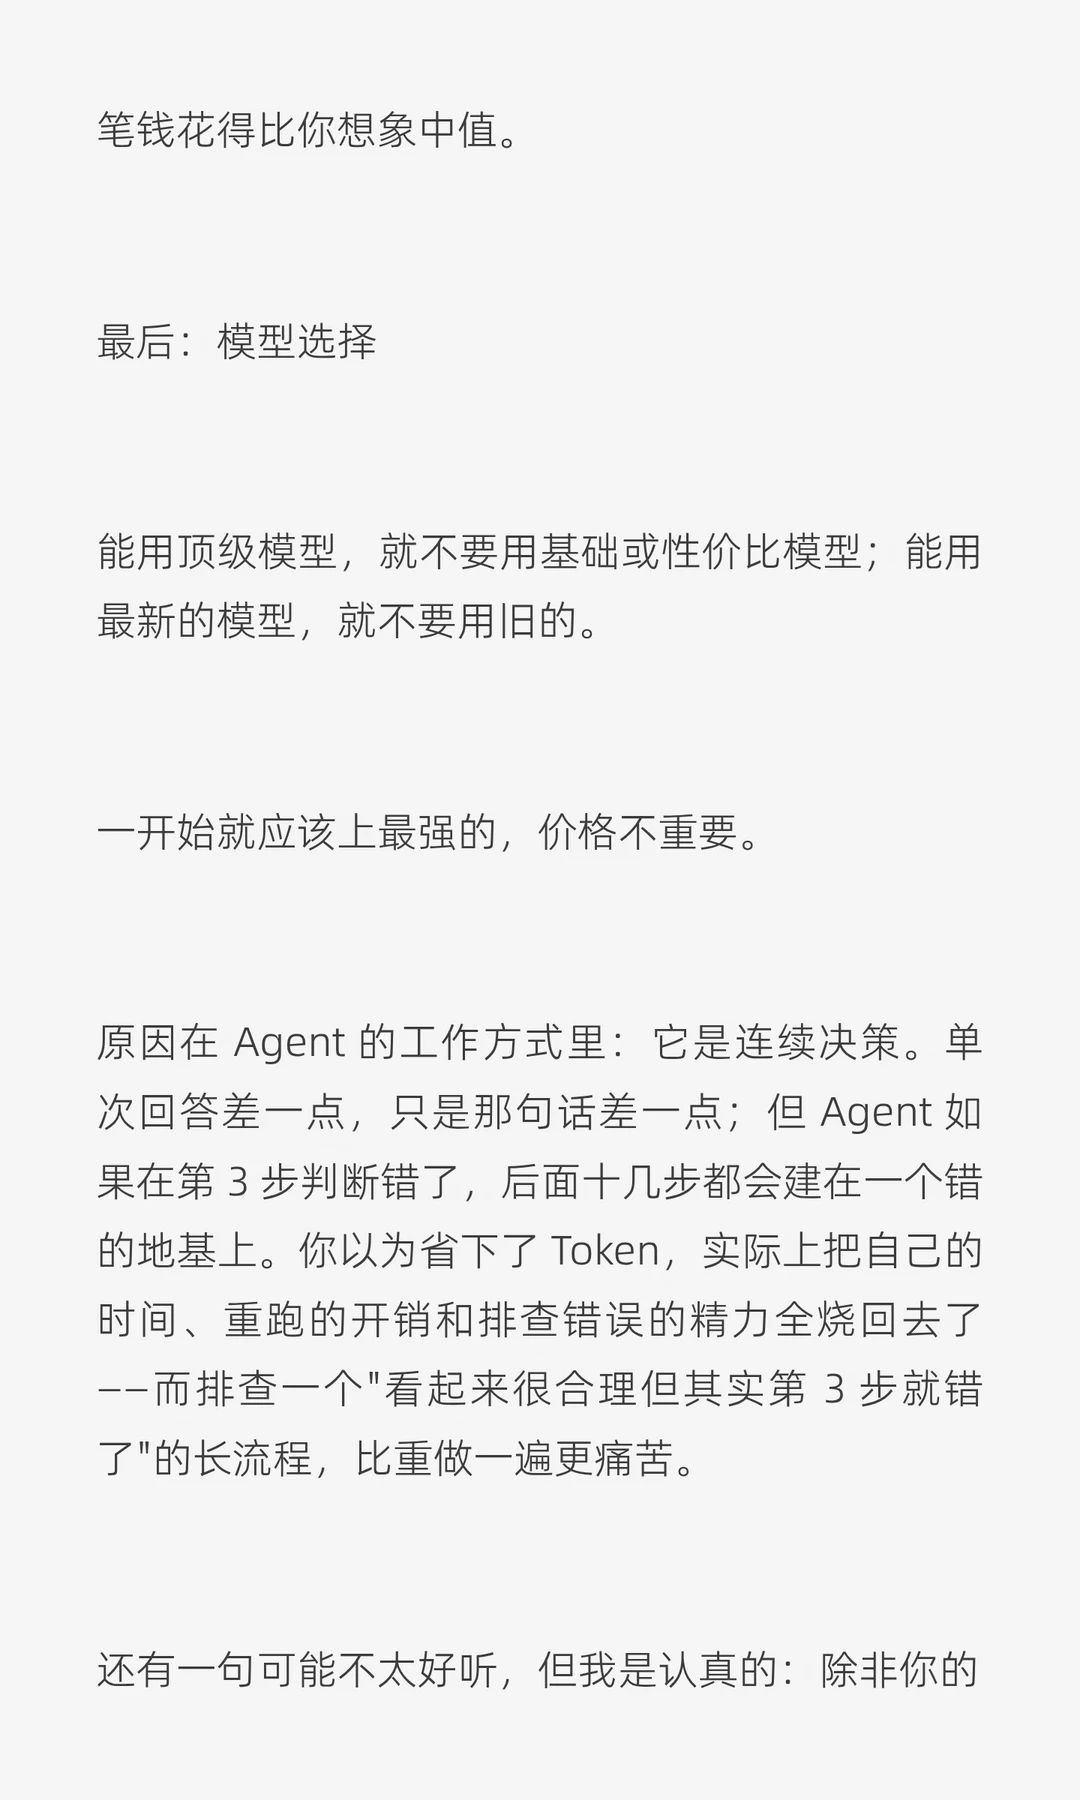 笔钱花得比你想象中值。
最后：模型选择
能用顶级模型，就不要用基础或性价比模型；能用
最新的模型，就不要用旧的。
一开始就应该上最强的，价格不重要。
原因在 Agent 的工作方式里：它是连续决策。单
次回答差一点，只是那句话差一点；但 Agent 如
果在第 3 步判断错了，后面十几步都会建在一个错
的地基上。你以为省下了 Token，实际上把自己的
时间、重跑的开销和排查错误的精力全烧回去了
——而排查一个"看起来很合理但其实第 3 步就错
了"的长流程，比重做一遍更痛苦。
还有一句可能不太好听，但我是认真的：除非你的